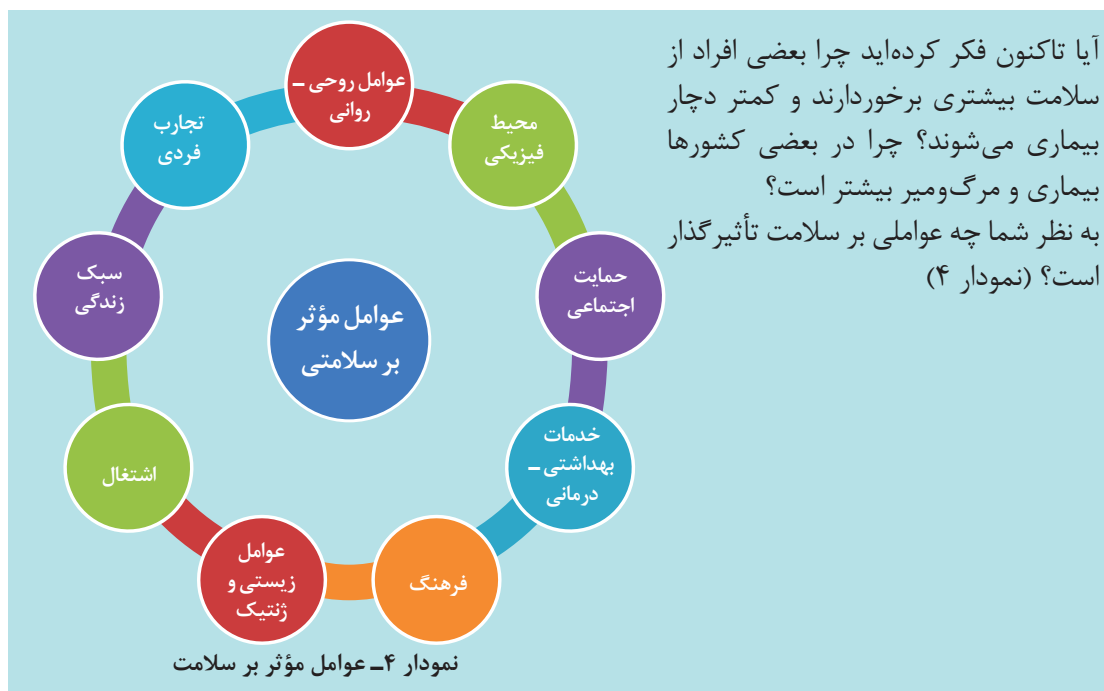 آیا تاکنون فکر کرده‌اید چرا بعضی افراد از
سلامت بیشتری برخوردارند و کمتر دچار
بیماری می‌شوند؟ چرا در بعضی کشورها
بیماری و مرگ‌ومیر بیشتر است؟
به نظر شما چه عواملی بر سلامت تأثیرگذار
است؟ (نمودار ۴)
عوامل روحی ـ
روانی
محیط
فیزیکی
حمایت
اجتماعی
خدمات
بهداشتی ـ
درمانی
فرهنگ
عوامل
زیستی و
ژنتیک
اشتغال
سبک
زندگی
تجارب
فردی
عوامل مؤثر
بر سلامتی
نمودار ۴ـ عوامل مؤثر بر سلامت